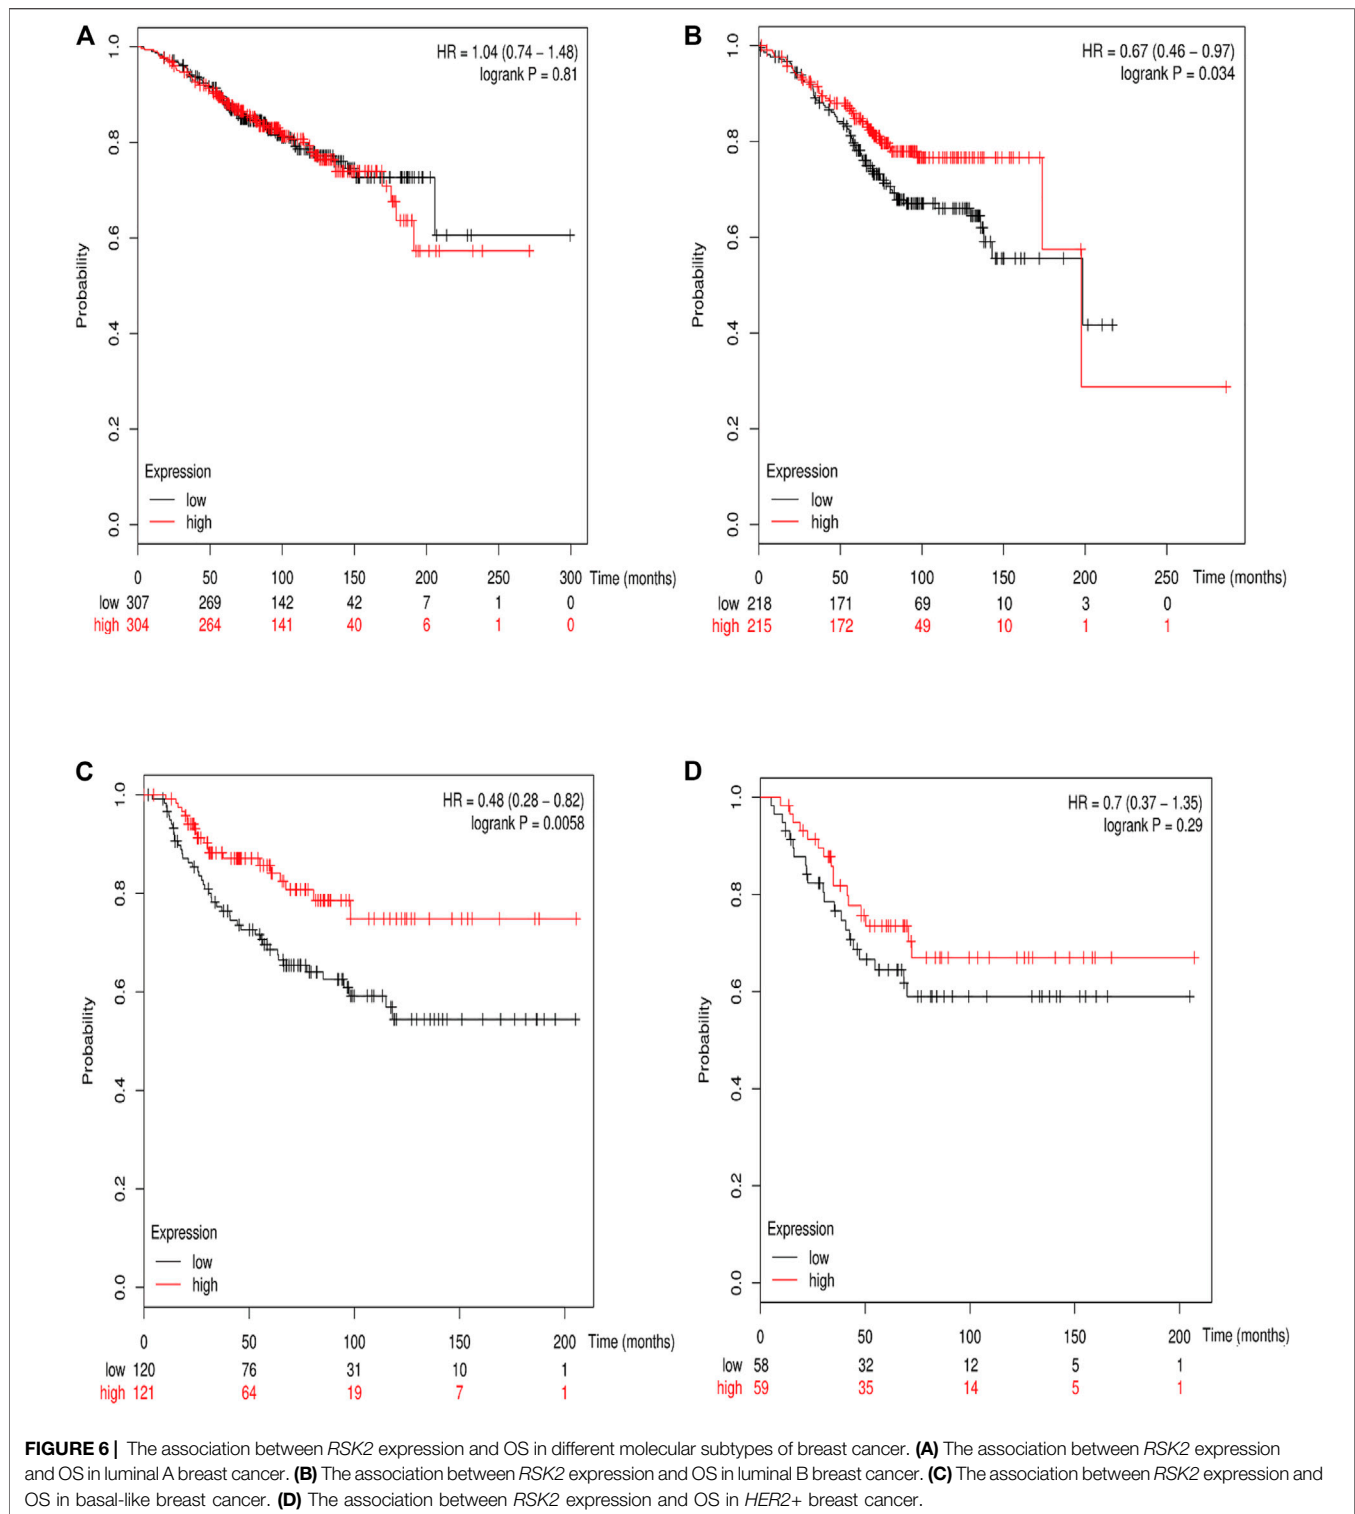 A
HR = 1.04 (0.74 – 1.48)
logrank P = 0.81
Probability
1.0
0.8
0.6
0.4
0.2
0.0
Expression
low
high
0 50 100 150 200 250 300 Time (months)
low 307 269 142 42 7 1 0
high 304 264 141 40 6 1 0
B
HR = 0.67 (0.46 – 0.97)
logrank P = 0.034
Probability
1.0
0.8
0.6
0.4
0.2
0.0
Expression
low
high
0 50 100 150 200 250 Time (months)
low 218 171 69 10 3 0
high 215 172 49 10 1 1
C
HR = 0.48 (0.28 – 0.82)
logrank P = 0.0058
Probability
1.0
0.8
0.6
0.4
0.2
0.0
Expression
low
high
0 50 100 150 200 Time (months)
low 120 76 31 10 1
high 121 64 19 7 1
D
HR = 0.7 (0.37 – 1.35)
logrank P = 0.29
Probability
1.0
0.8
0.6
0.4
0.2
0.0
Expression
low
high
0 50 100 150 200 Time (months)
low 58 32 12 5 1
high 59 35 14 5 1
FIGURE 6 | The association between RSK2 expression and OS in different molecular subtypes of breast cancer. (A) The association between RSK2 expression
and OS in luminal A breast cancer. (B) The association between RSK2 expression and OS in luminal B breast cancer. (C) The association between RSK2 expression and
OS in basal-like breast cancer. (D) The association between RSK2 expression and OS in HER2+ breast cancer.